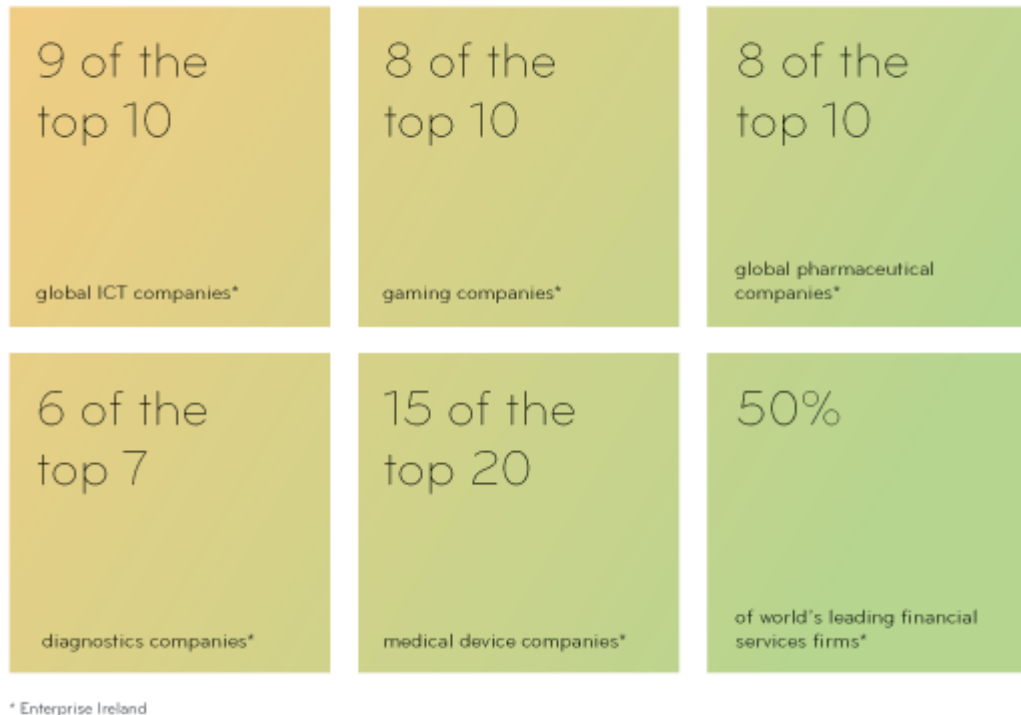 9 of the
top 10
global ICT companies*
8 of the
top 10
gaming companies*
8 of the
top 10
global pharmaceutical
companies*
6 of the
top 7
diagnostics companies*
15 of the
top 20
medical device companies*
50%
of world's leading financial
services firms*
* Enterprise Ireland